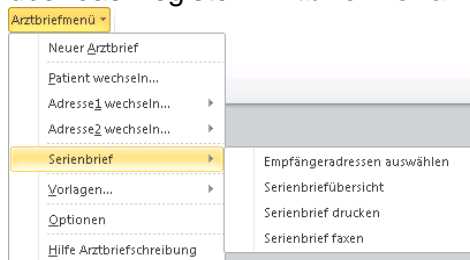 Arztbriefmenü
Neuer Arztbrief
Patient wechseln...
Adresse1 wechseln...
Adresse2 wechseln...
Serienbrief
Empfängeradressen auswählen
Serienbriefübersicht
Serienbrief drucken
Serienbrief faxen
Vorlagen...
Optionen
Hilfe Arztbriefschreibung